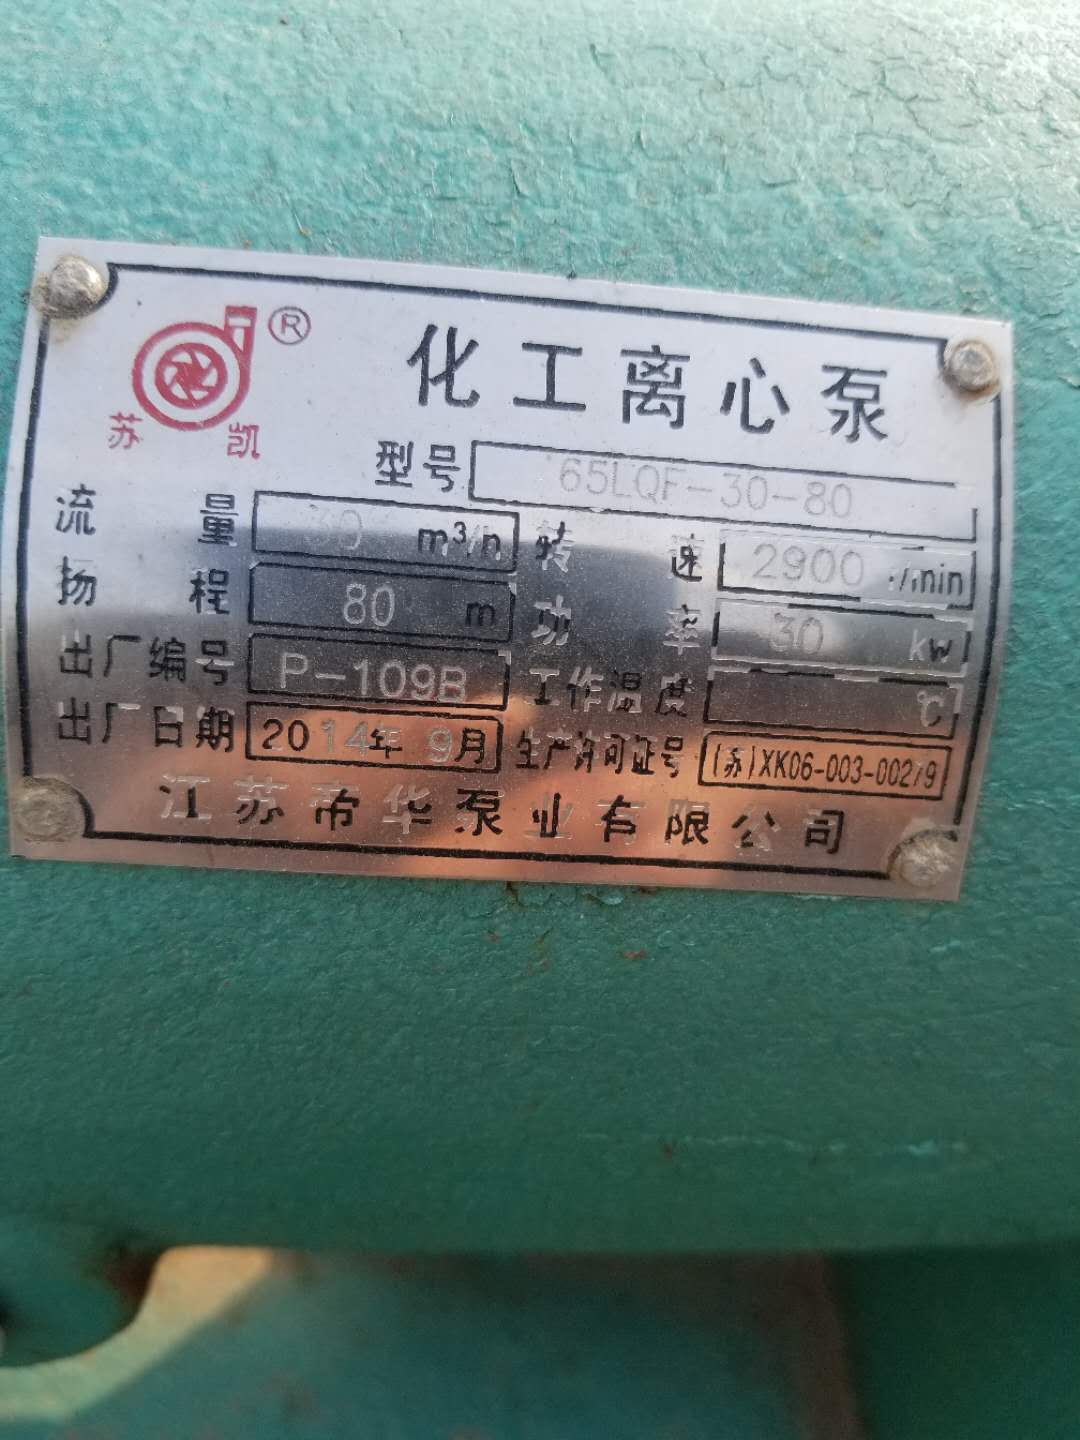 ®
苏 凯
化工离心泵
型号 65LQF-30-80
流量 30 m³/h 转速 2900 r/min
扬程 80 m 功率 30 kw
出厂编号 P-109B 工作温度 ℃
出厂日期 2014年 9月 生产许可证号 (苏)XK06-003-00219
江苏帝华泵业有限公司